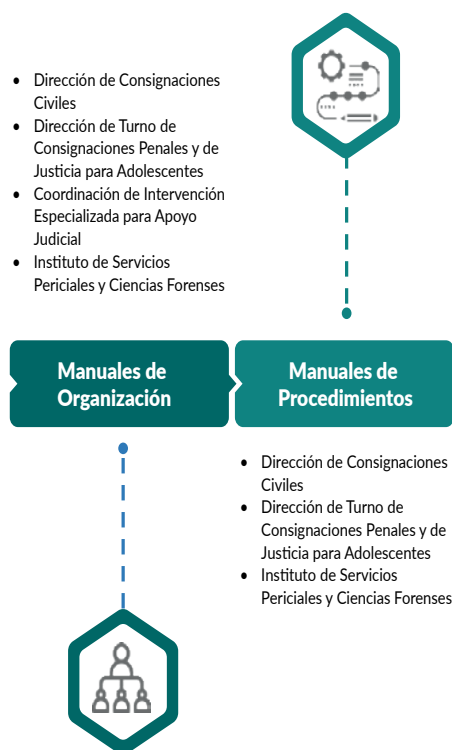 • Dirección de Consignaciones
Civiles
• Dirección de Turno de
Consignaciones Penales y de
Justicia para Adolescentes
• Coordinación de Intervención
Especializada para Apoyo
Judicial
• Instituto de Servicios
Periciales y Ciencias Forenses
Manuales de
Organización
Manuales de
Procedimientos
• Dirección de Consignaciones
Civiles
• Dirección de Turno de
Consignaciones Penales y de
Justicia para Adolescentes
• Instituto de Servicios
Periciales y Ciencias Forenses